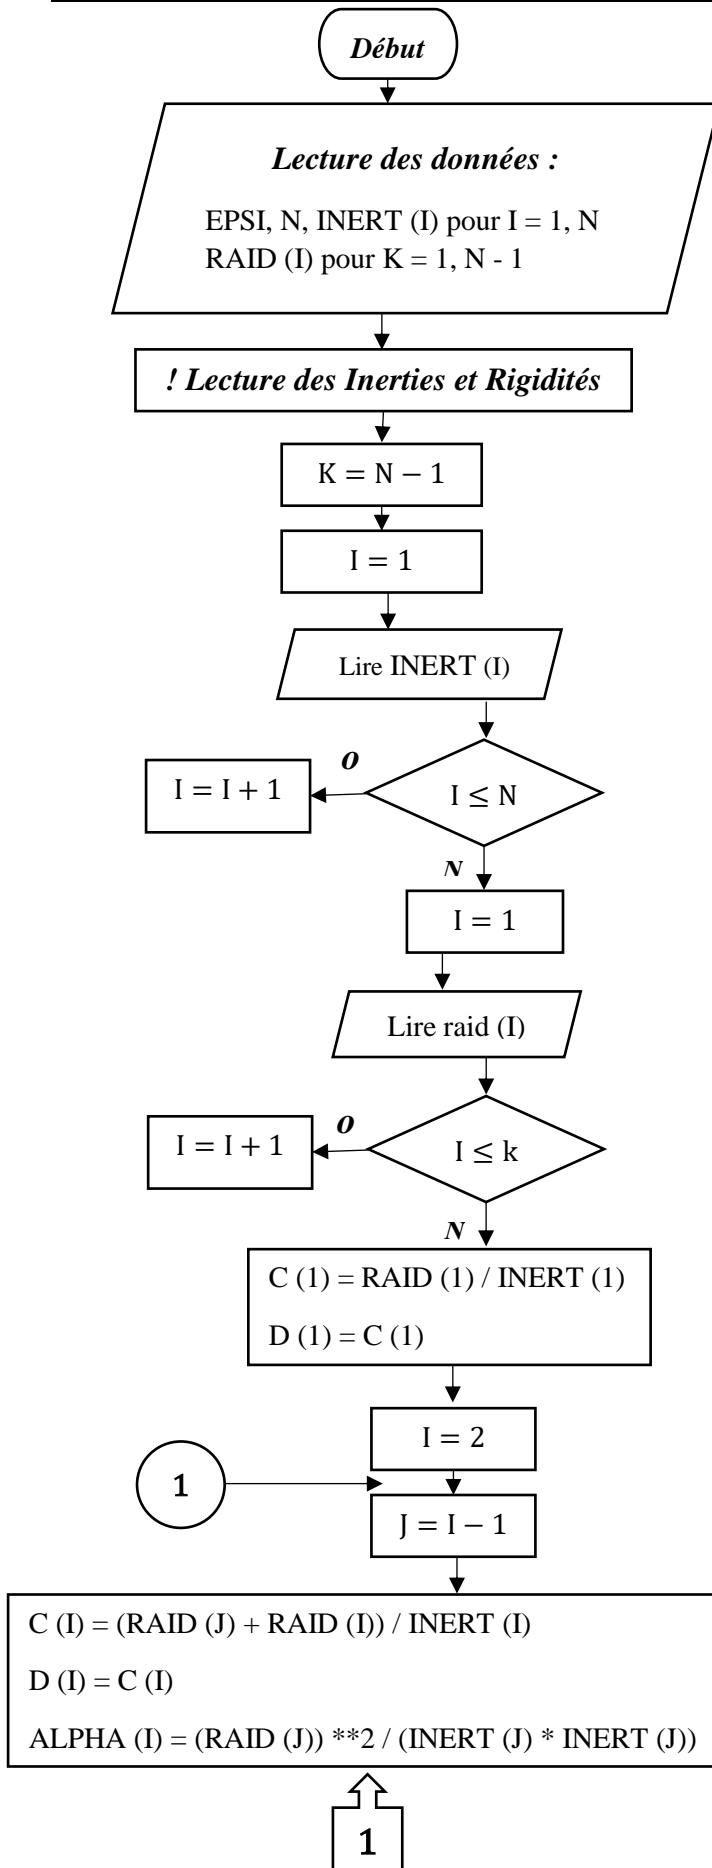 Début
Lecture des données :
EPSI, N, INERT (I) pour I = 1, N
RAID (I) pour K = 1, N - 1
! Lecture des Inerties et Rigidités
K = N − 1
I = 1
Lire INERT (I)
O
I = I + 1
I ≤ N
N
I = 1
Lire raid (I)
O
I = I + 1
I ≤ k
N
C (1) = RAID (1) / INERT (1)
D (1) = C (1)
I = 2
1
J = I − 1
C (I) = (RAID (J) + RAID (I)) / INERT (I)
D (I) = C (I)
ALPHA (I) = (RAID (J)) **2 / (INERT (J) * INERT (J))
1